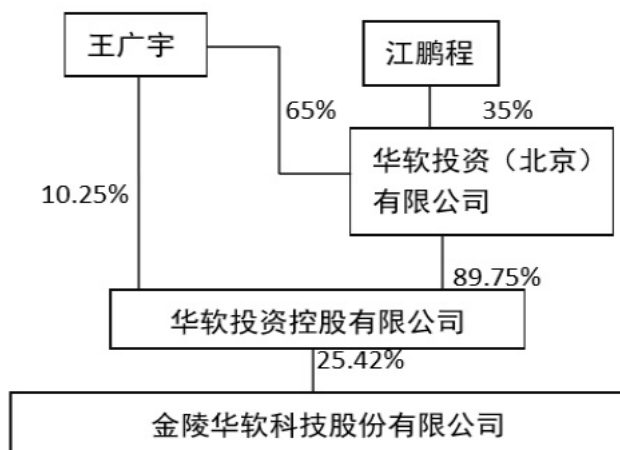 王广宇
江鹏程
65%
35%
华软投资（北京）
有限公司
10.25%
89.75%
华软投资控股有限公司
25.42%
金陵华软科技股份有限公司